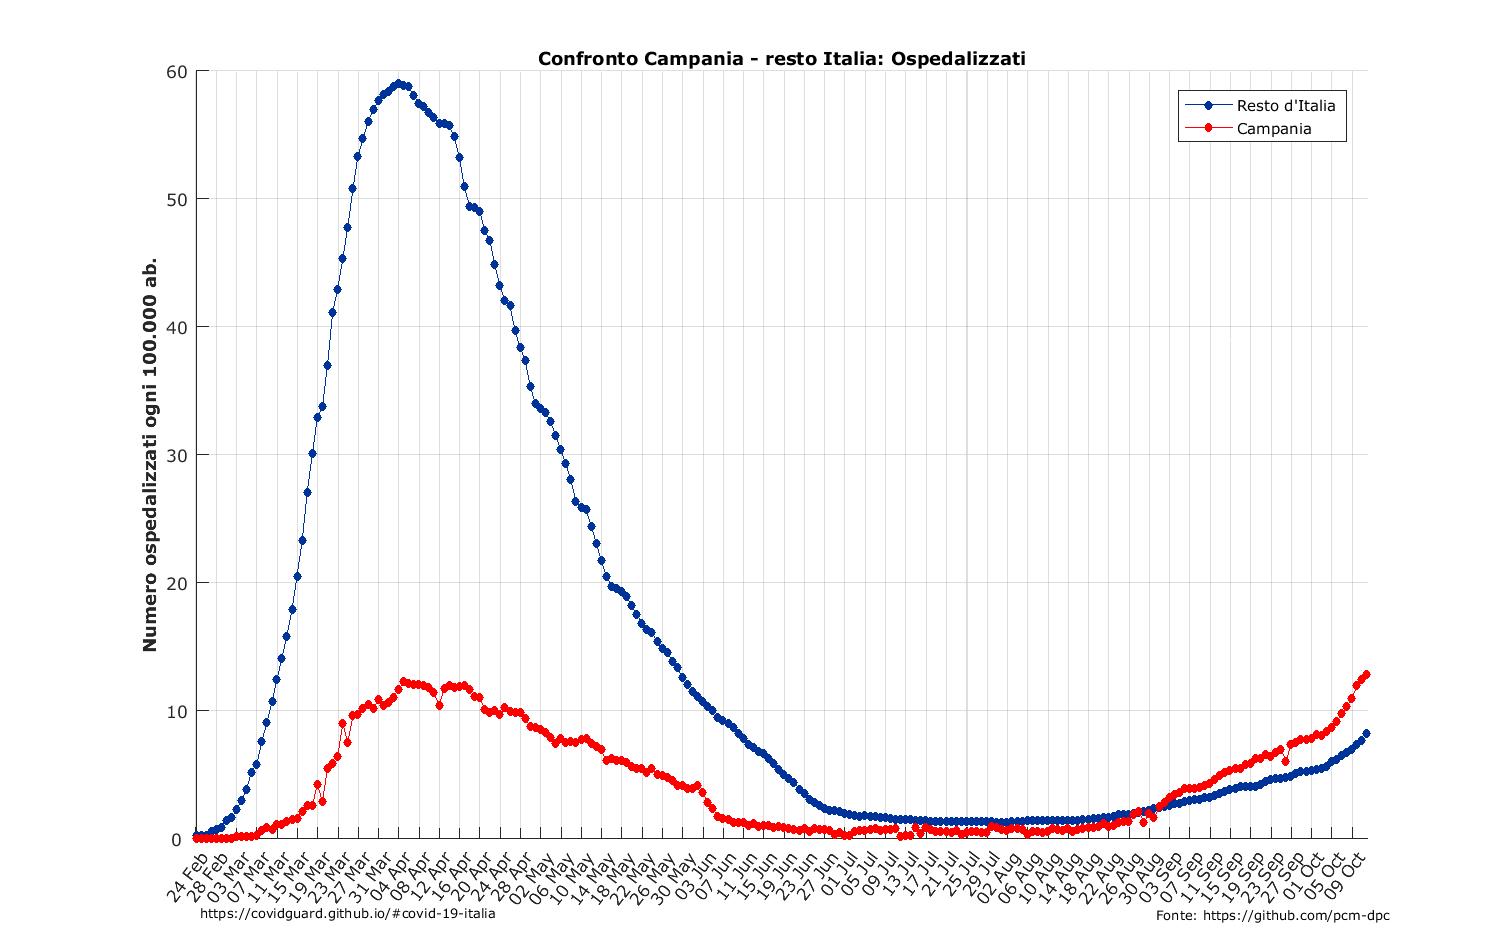 Confronto Campania - resto Italia: Ospedalizzati
Resto d'Italia
Campania
Numero ospedalizzati ogni 100.000 ab.
60
50
40
30
20
10
0
24 Feb
28 Feb
03 Mar
07 Mar
11 Mar
15 Mar
19 Mar
23 Mar
27 Mar
31 Mar
04 Apr
08 Apr
12 Apr
16 Apr
20 Apr
24 Apr
28 Apr
02 May
06 May
10 May
14 May
18 May
22 May
26 May
30 May
03 Jun
07 Jun
11 Jun
15 Jun
19 Jun
23 Jun
27 Jun
01 Jul
05 Jul
09 Jul
13 Jul
17 Jul
21 Jul
25 Jul
29 Jul
02 Aug
06 Aug
10 Aug
14 Aug
18 Aug
22 Aug
26 Aug
30 Aug
03 Sep
07 Sep
11 Sep
15 Sep
19 Sep
23 Sep
27 Sep
01 Oct
05 Oct
09 Oct
https://covidguard.github.io/#covid-19-italia
Fonte: https://github.com/pcm-dpc